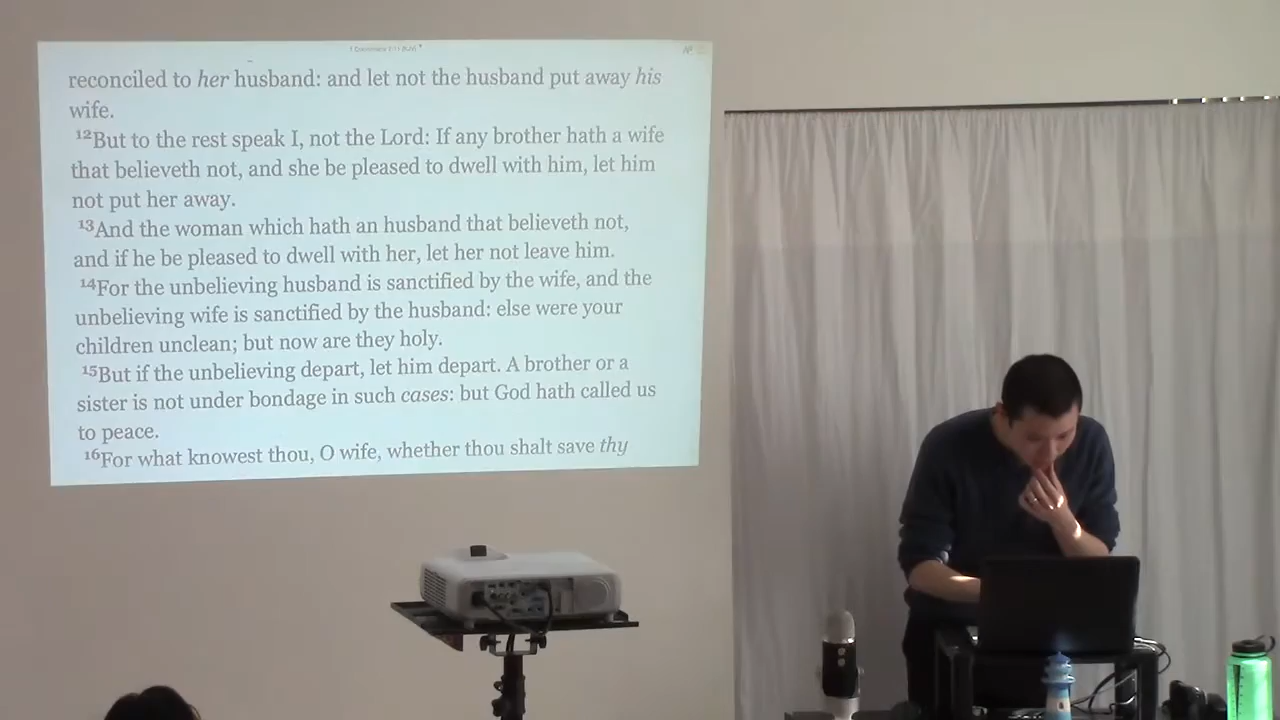 reconciled to her husband: and let not the husband put away his
wife.
12But to the rest speak I, not the Lord: If any brother hath a wife
that believeth not, and she be pleased to dwell with him, let him
not put her away.
13And the woman which hath an husband that believeth not,
and if he be pleased to dwell with her, let her not leave him.
14For the unbelieving husband is sanctified by the wife, and the
unbelieving wife is sanctified by the husband: else were your
children unclean; but now are they holy.
15But if the unbelieving depart, let him depart. A brother or a
sister is not under bondage in such cases: but God hath called us
to peace.
16For what knowest thou, O wife, whether thou shalt save thy